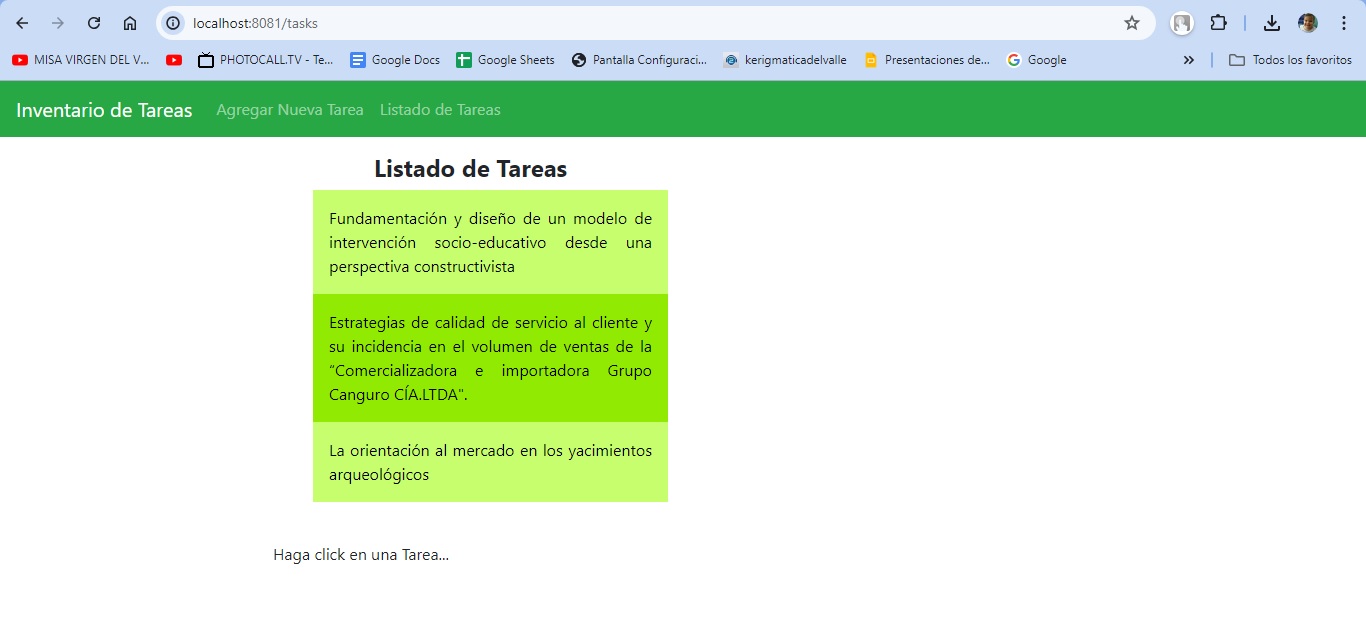 localhost:8081/tasks
MISA VIRGEN DEL V...
PHOTOCALL.TV - Te...
Google Docs
Google Sheets
Pantalla Configuraci...
kerigmaticadelvalle
Presentaciones de...
Google
Todos los favoritos
Inventario de Tareas
Agregar Nueva Tarea
Listado de Tareas
Listado de Tareas
Fundamentación y diseño de un modelo de
intervención socio-educativo desde una
perspectiva constructivista
Estrategias de calidad de servicio al cliente y
su incidencia en el volumen de ventas de la
“Comercializadora e importadora Grupo
Canguro CÍA.LTDA".
La orientación al mercado en los yacimientos
arqueológicos
Haga click en una Tarea...